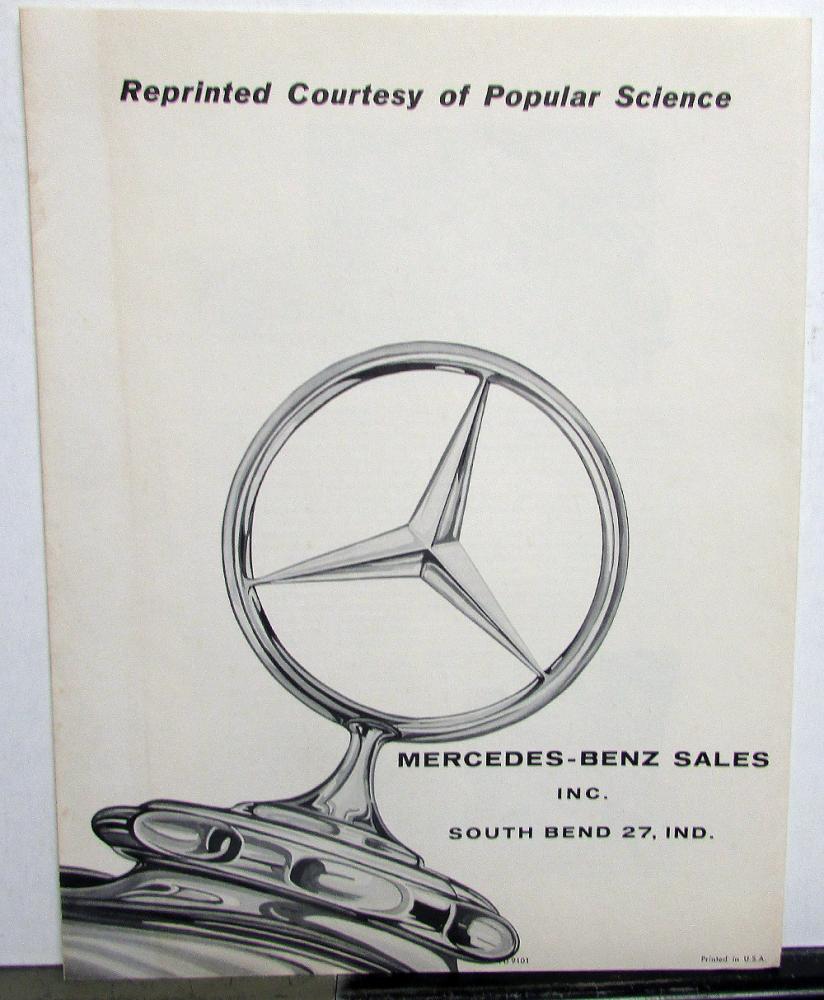 Reprinted Courtesy of Popular Science
MERCEDES-BENZ SALES
INC.
SOUTH BEND 27, IND.
Printed in U.S.A.